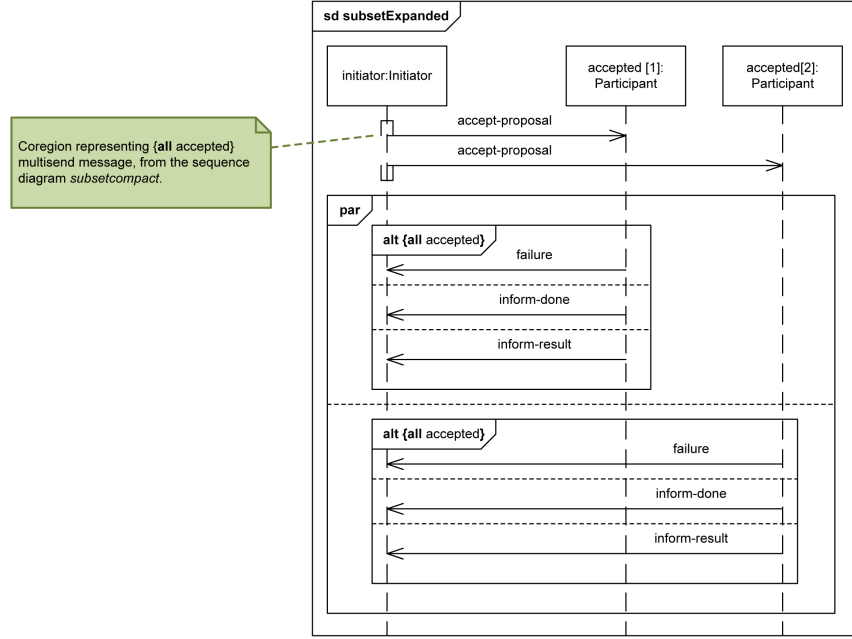 sd subsetExpanded
initiator:Initiator
accepted [1]:
Participant
accepted[2]:
Participant
Coregion representing {all accepted}
multisend message, from the sequence
diagram subsetcompact.
accept-proposal
accept-proposal
par
alt {all accepted}
failure
inform-done
inform-result
alt {all accepted}
failure
inform-done
inform-result